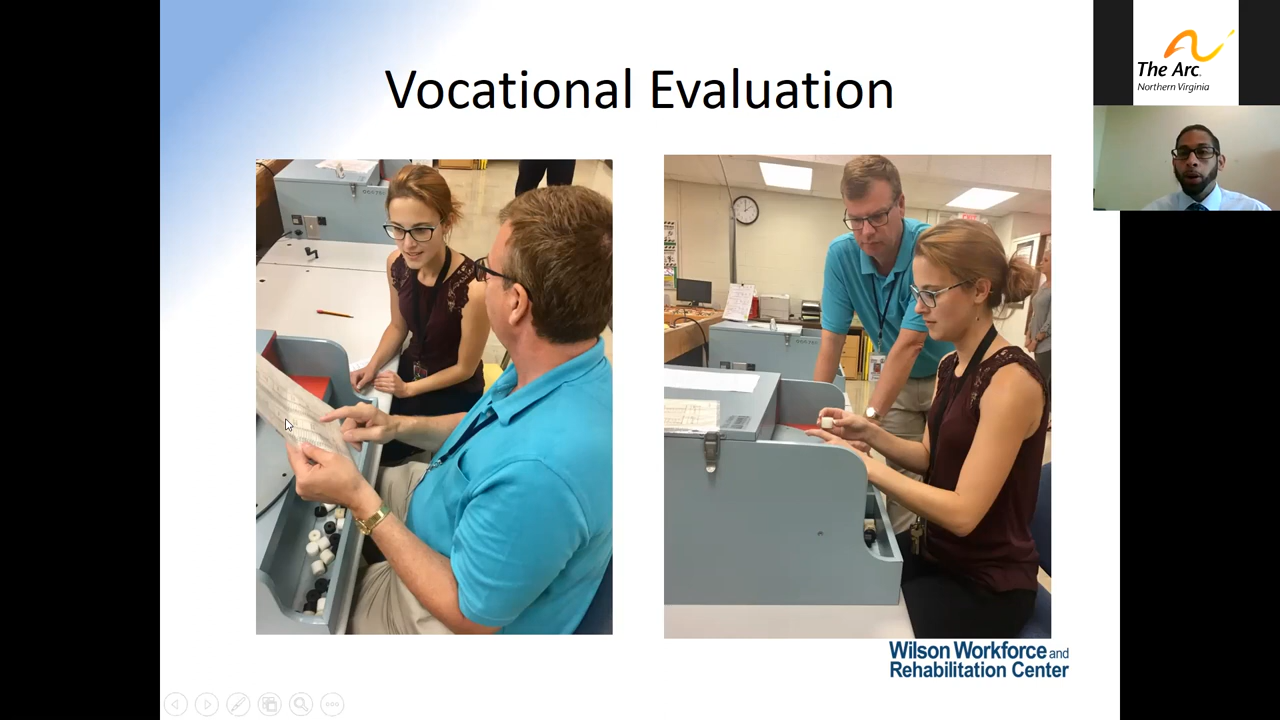 Vocational Evaluation
The Arc
Northern Virginia
Wilson Workforce and
Rehabilitation Center